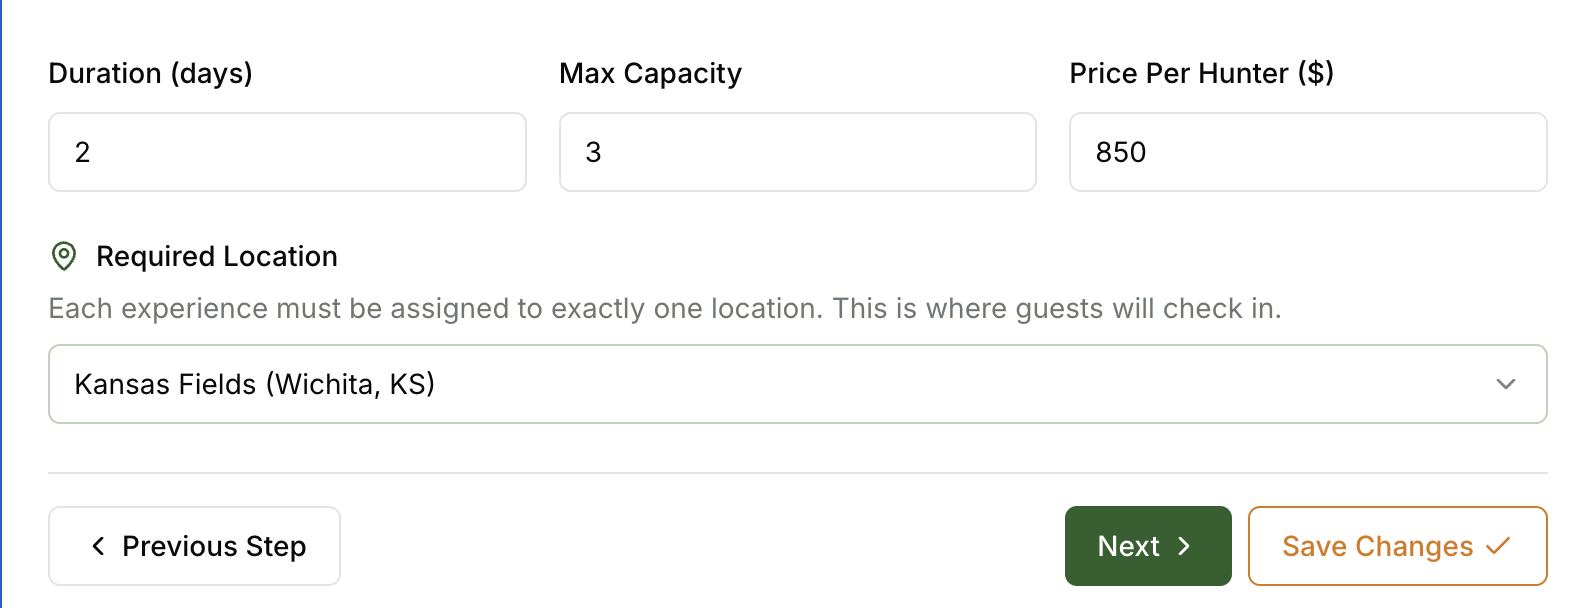 Duration (days)
Max Capacity
Price Per Hunter ($)
2
3
850
Required Location
Each experience must be assigned to exactly one location. This is where guests will check in.
Kansas Fields (Wichita, KS)
Previous Step
Next
Save Changes